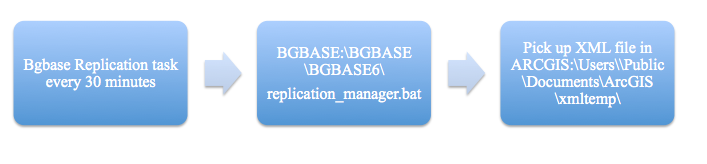 Bgbase Replication task
every 30 minutes
BGBASE:\BGBASE
\BGBASE6\
replication_manager.bat
Pick up XML file in
ARCGIS:\Users\\Public
\Documents\ArcGIS
\xmltemp\